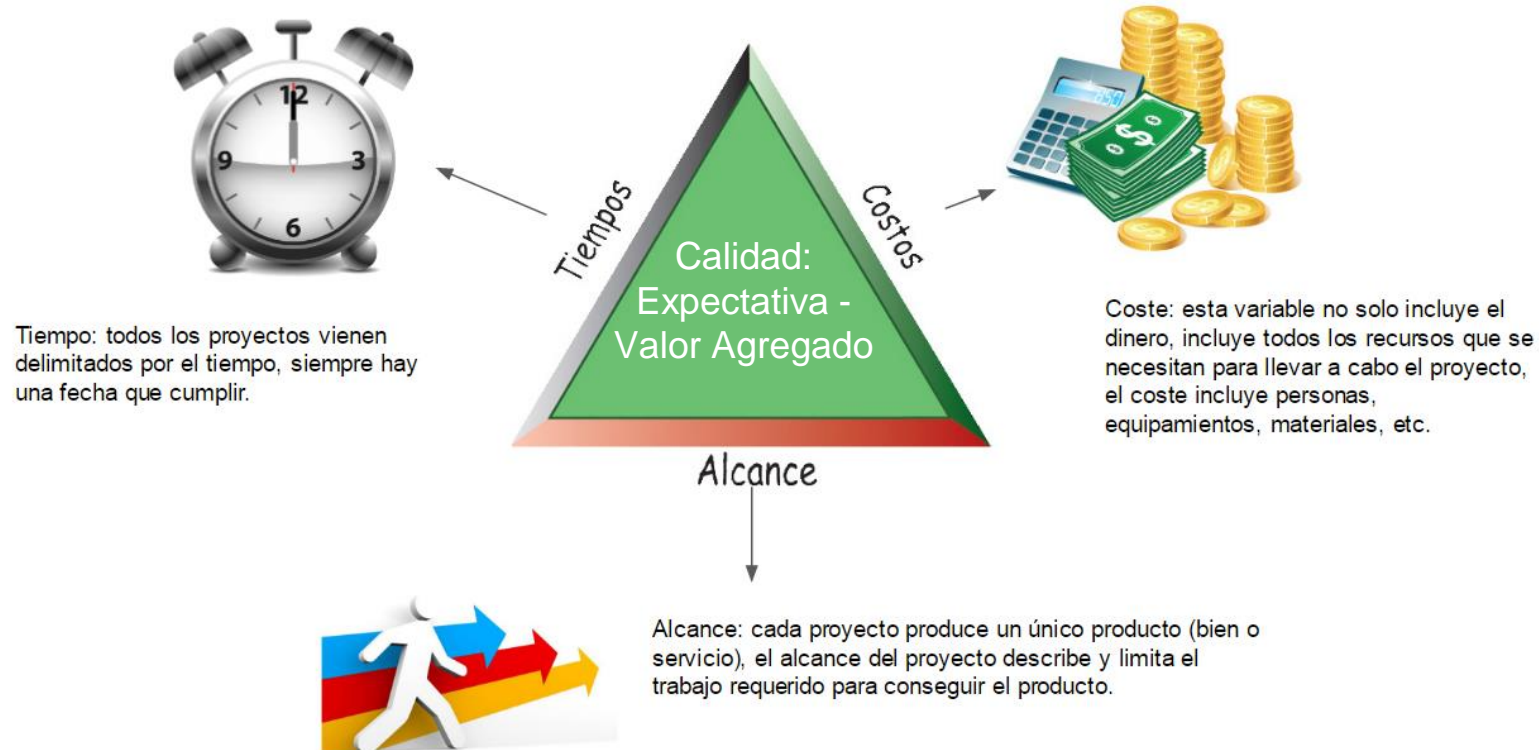 12
3
6
9
850
Tiempos
Costos
Calidad:
Expectativa -
Valor Agregado
Alcance
Tiempo: todos los proyectos vienen
delimitados por el tiempo, siempre hay
una fecha que cumplir.
Coste: esta variable no solo incluye el
dinero, incluye todos los recursos que se
necesitan para llevar a cabo el proyecto,
el coste incluye personas,
equipamientos, materiales, etc.
Alcance: cada proyecto produce un único producto (bien o
servicio), el alcance del proyecto describe y limita el
trabajo requerido para conseguir el producto.